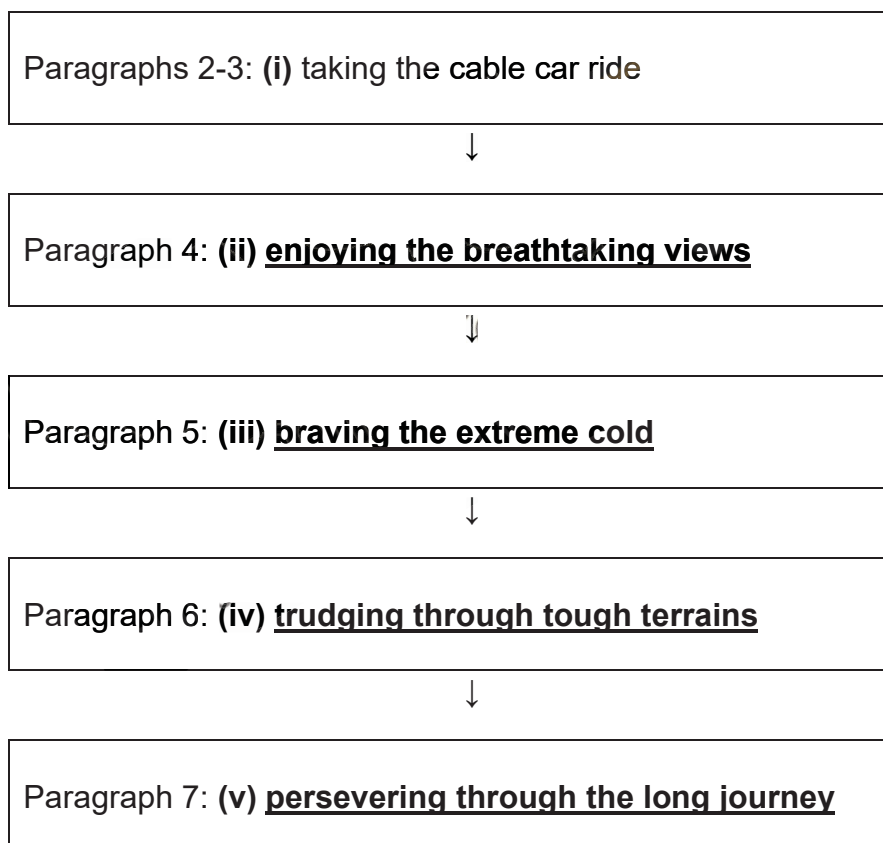 Paragraphs 2-3: (i) taking the cable car ride
↓
Paragraph 4: (ii) enjoying the breathtaking views
↓
Paragraph 5: (iii) braving the extreme cold
↓
Paragraph 6: (iv) trudging through tough terrains
↓
Paragraph 7: (v) persevering through the long journey